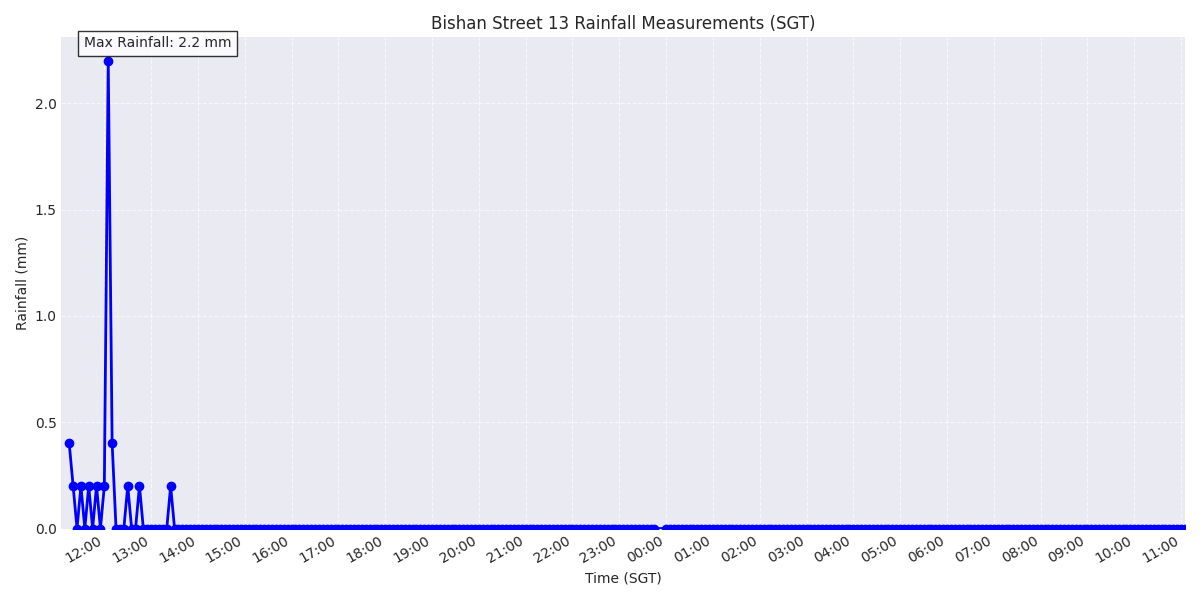 Bishan Street 13 Rainfall Measurements (SGT)
Max Rainfall: 2.2 mm
2.0
1.5
1.0
0.5
0.0
Rainfall (mm)
12:00 13:00 14:00 15:00 16:00 17:00 18:00 19:00 20:00 21:00 22:00 23:00 00:00 01:00 02:00 03:00 04:00 05:00 06:00 07:00 08:00 09:00 10:00 11:00
Time (SGT)